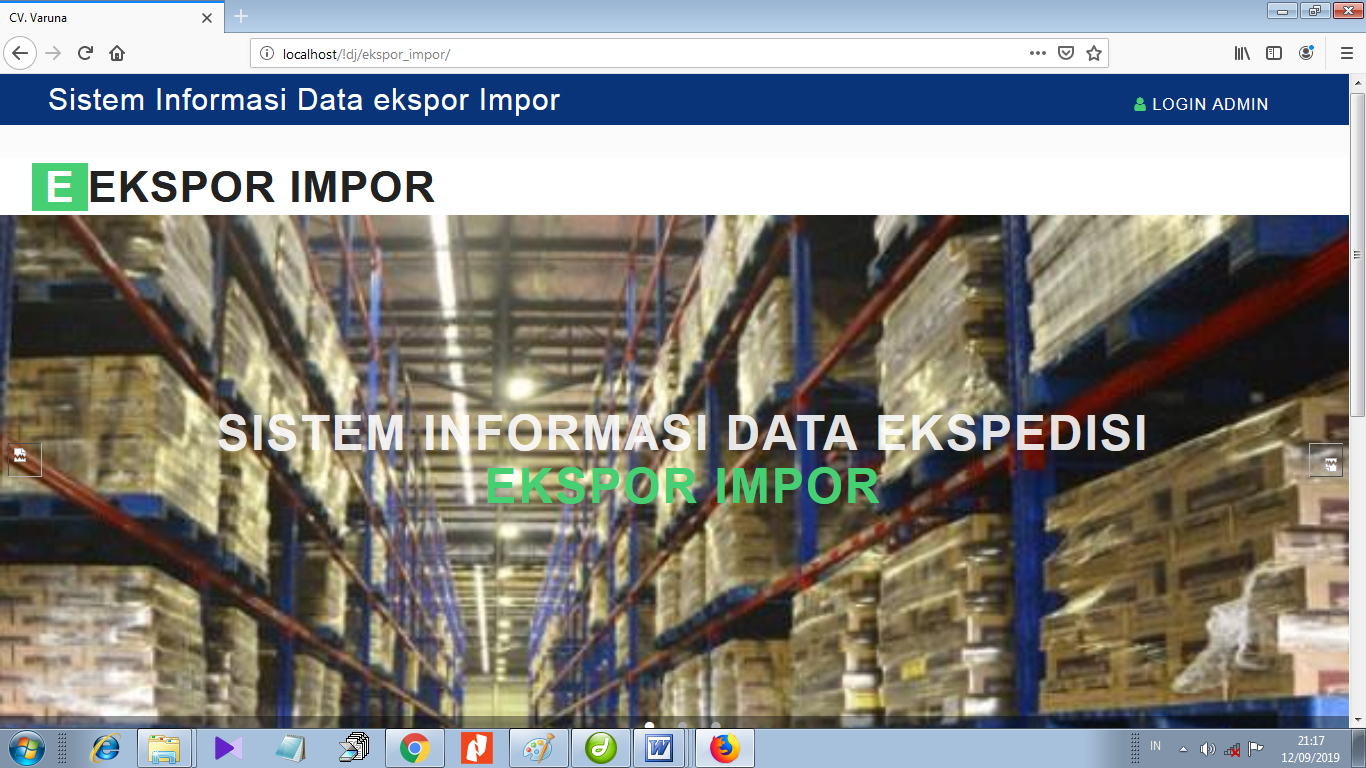 CV. Varuna
localhost/!dj/ekspor_impor/
Sistem Informasi Data ekspor Impor
LOGIN ADMIN
E EKSPOR IMPOR
SISTEM INFORMASI DATA EKSPEDISI
EKSPOR IMPOR
IN
21:17
12/09/2019